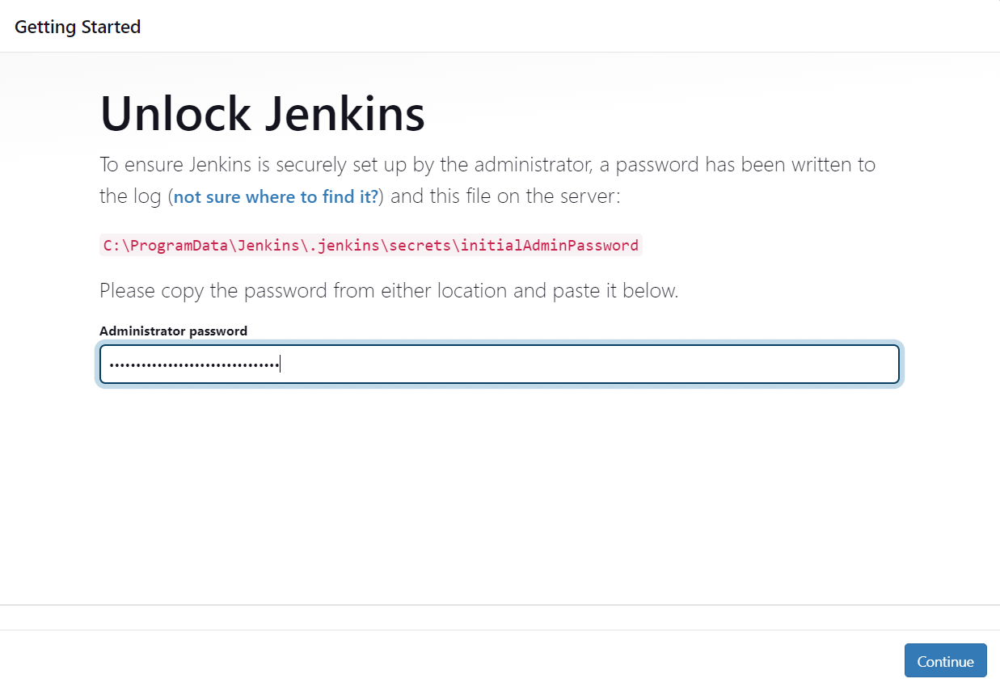 Getting Started
Unlock Jenkins
To ensure Jenkins is securely set up by the administrator, a password has been written to
the log (not sure where to find it?) and this file on the server:
C:\ProgramData\Jenkins\.jenkins\secrets\initialAdminPassword
Please copy the password from either location and paste it below.
Administrator password
••••••••••••••••••••••••••••••••
Continue